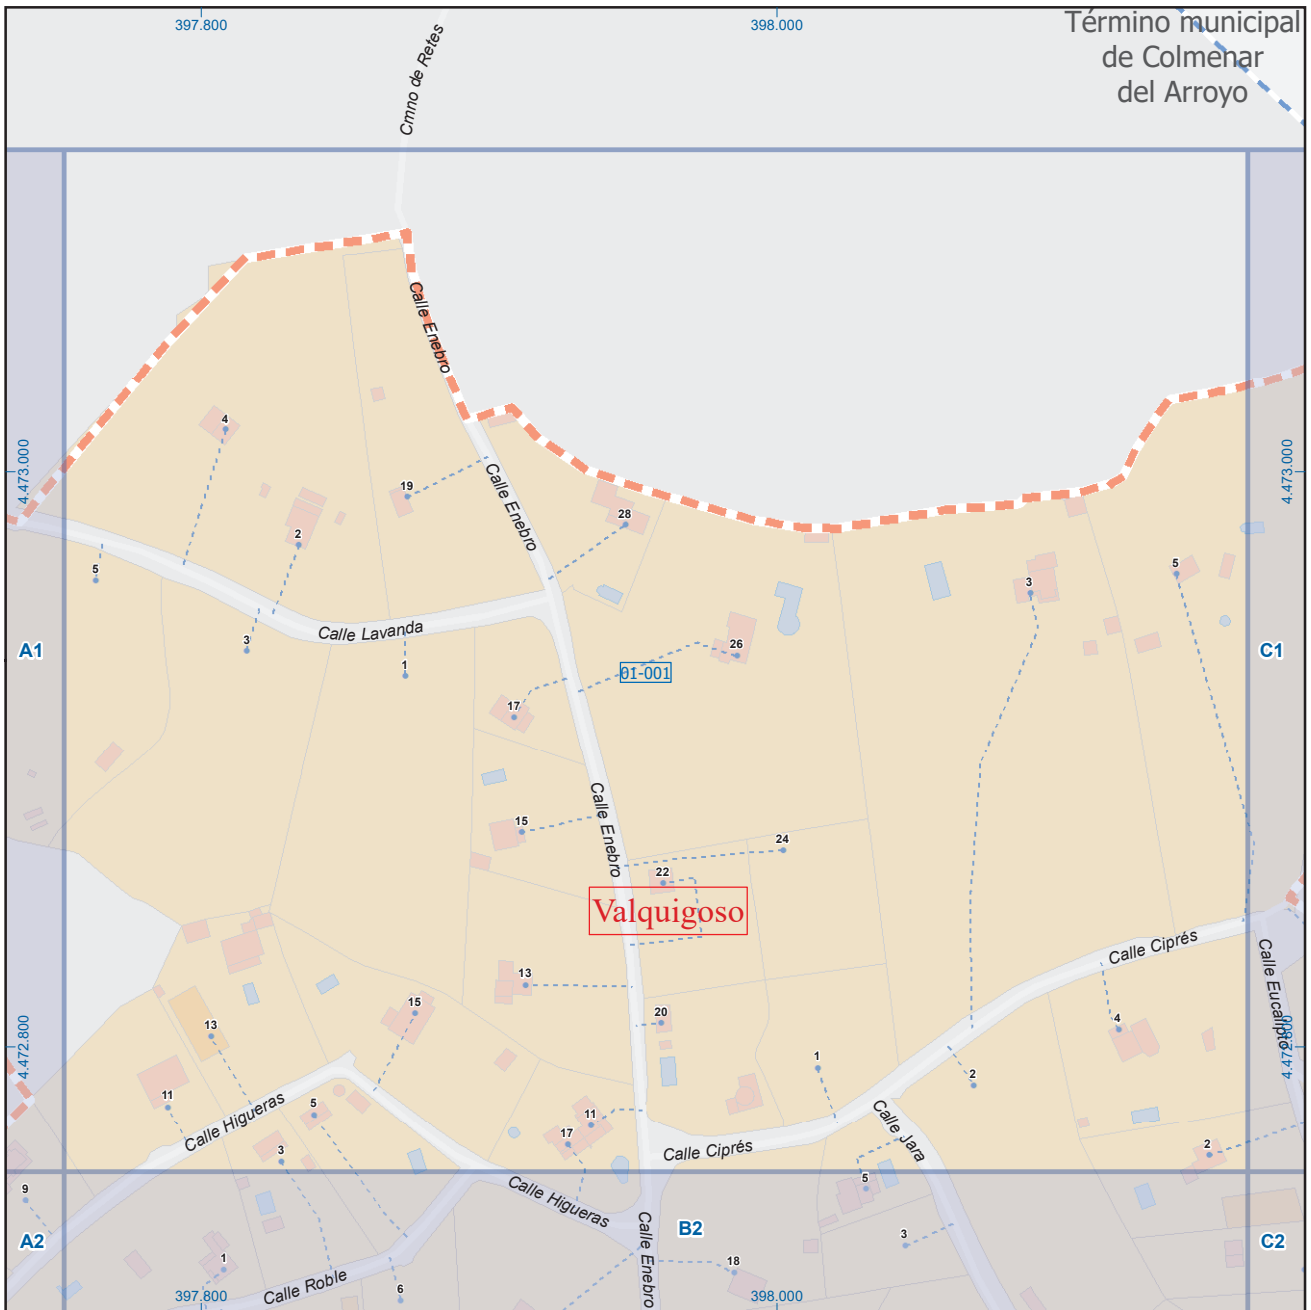 397.800
398.000
Término municipal
de Colmenar
del Arroyo
Cmno de Retes
Calle Enebro
4
4.473.000
4.473.000
19
Calle Enebro
28
2
5
5
3
Calle Lavanda
3
1
26
A1
01-001
C1
17
Calle Enebro
15
24
22
Valquigoso
Calle Ciprés
Calle Eucalipto
13
15
20
13
4
4.472.800
4.472.800
1
2
11
5
Calle Higueras
11
17
Calle Jara
3
Calle Ciprés
2
9
5
Calle Higueras
A2
B2
C2
Calle Enebro
3
1
18
Calle Roble
6
397.800
398.000